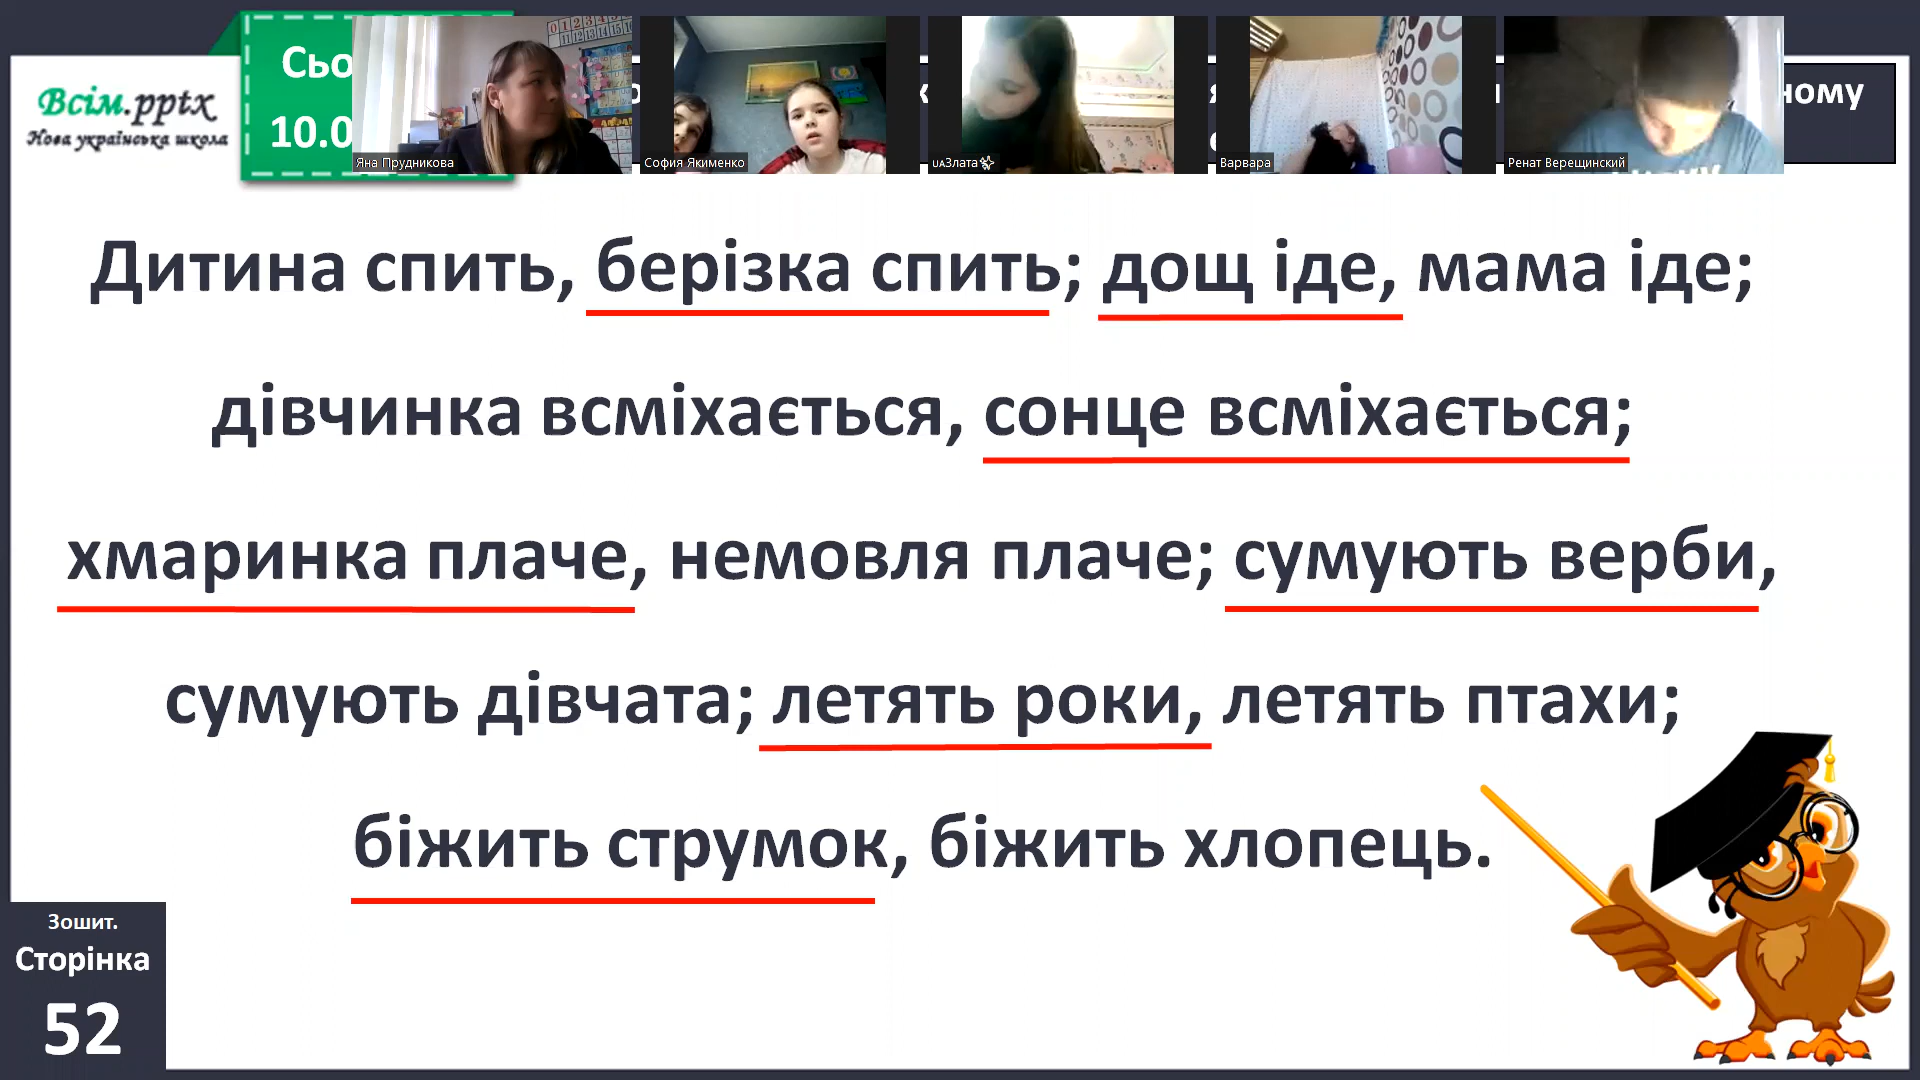 Всім.pptx
Нова українська школа
Сьо
10.0
ному
Яна Прудникова
София Якименко
UAЗлата
Варвара
Ренат Верещинский
Дитина спить, берізка спить; дощ іде, мама іде;
дівчинка всміхається, сонце всміхається;
хмаринка плаче, немовля плаче; сумують верби,
сумують дівчата; летять роки, летять птахи;
біжить струмок, біжить хлопець.
Зошит.
Сторінка
52